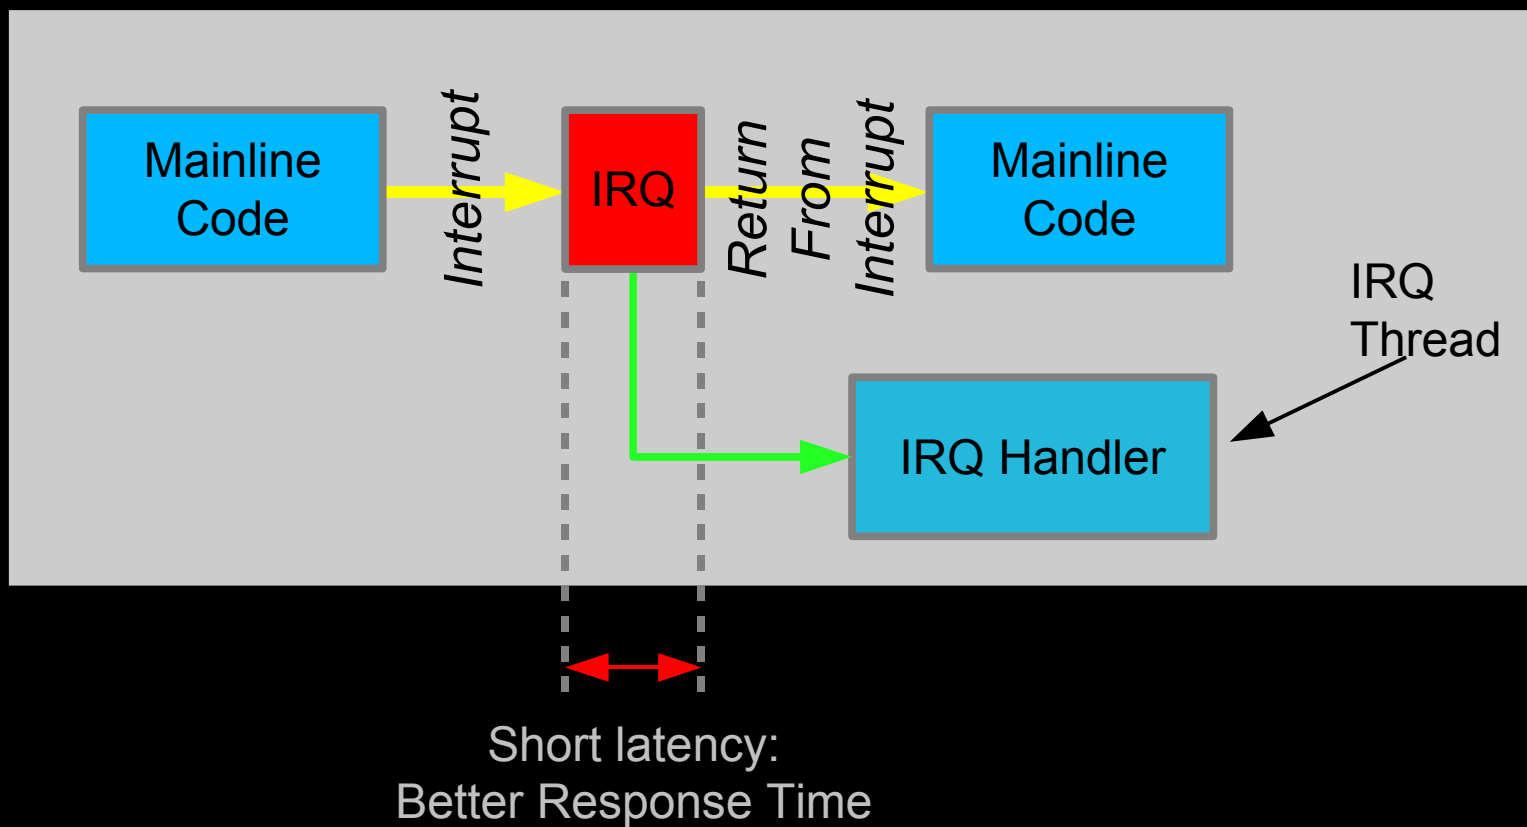 Mainline
Code
Interrupt
IRQ
Return
From
Interrupt
Mainline
Code
IRQ
Thread
IRQ Handler
Short latency:
Better Response Time